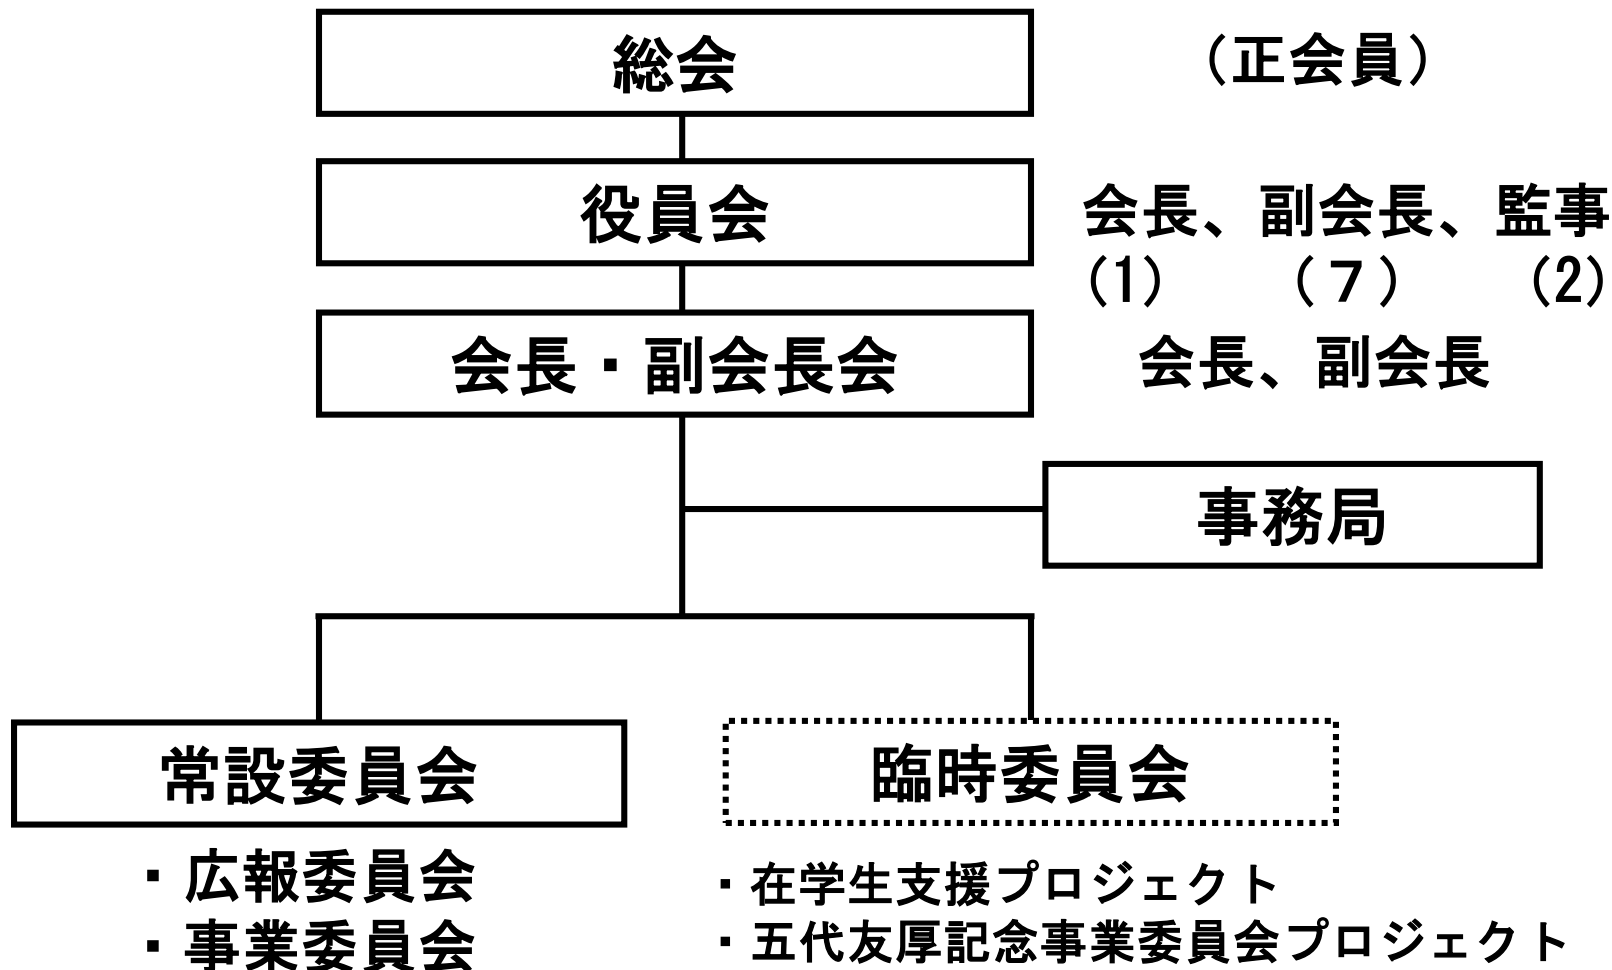 総会
（正会員）
役員会
会長、副会長、監事
(1) （７） (2)
会長・副会長会
会長、副会長
事務局
常設委員会
臨時委員会
・広報委員会
・事業委員会
・在学生支援プロジェクト
・五代友厚記念事業委員会プロジェクト